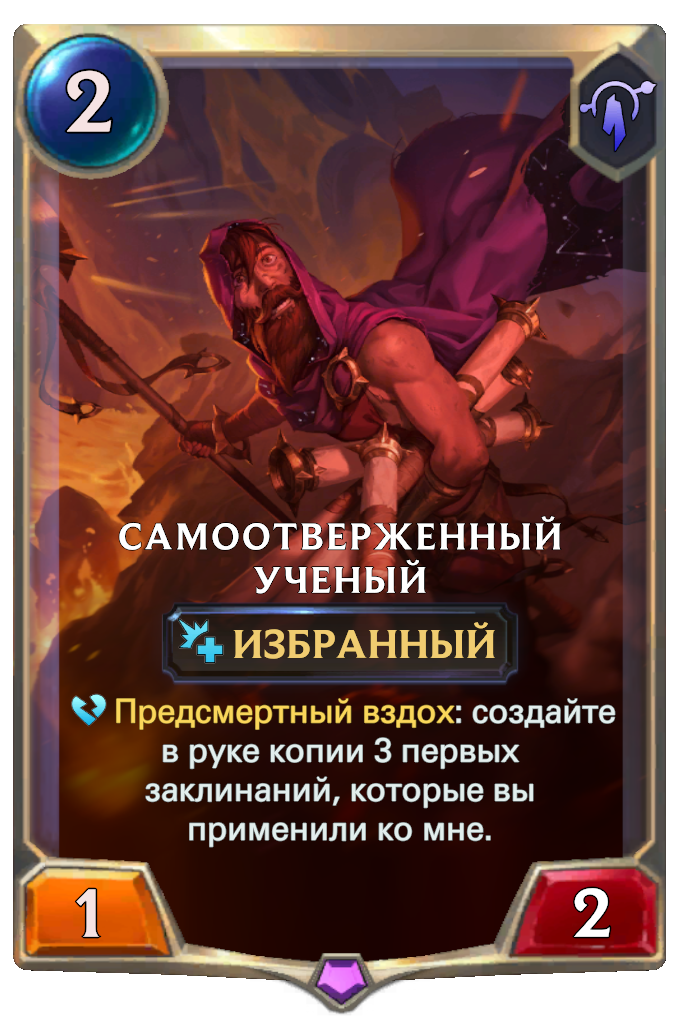 2
САМООТВЕРЖЕННЫЙ
УЧЕНЫЙ
ИЗБРАННЫЙ
Предсмертный вздох: создайте
в руке копии 3 первых
заклинаний, которые вы
применили ко мне.
1
2